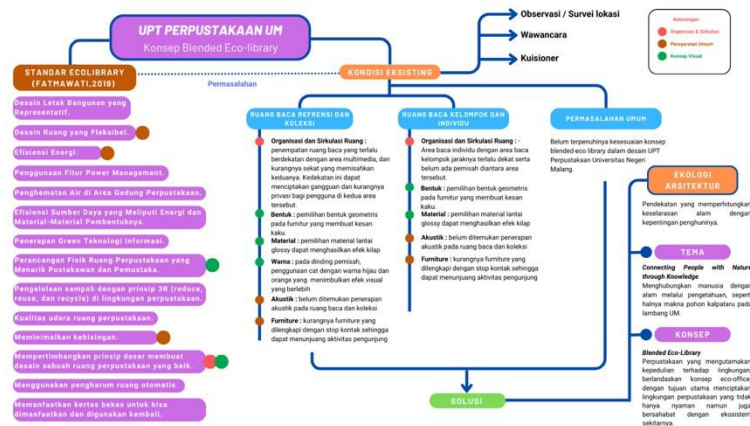 UPT PERPUSTAKAAN UM
Konsep Blended Eco-library
Observasi / Survei lokasi
Wawancara
Kuisioner
Keterangan
Organisasi & Sirkulasi
Persyaratan Umum
Konsep Visual
STANDAR ECOLIBRARY
(FATMAWATI,2019)
Permasalahan
KONDISI EKSISTING
Desain Letak Bangunan yang
Representatif.
Desain Ruang yang Fleksibel.
Efisiensi Energi.
Penggunaan Fitur Power Management.
Penghematan Air di Area Gedung Perpustakaan.
Efisiensi Sumber Daya yang Meliputi Energi dan
Material-Material Pembentuknya.
Penerapan Green Teknologi Informasi.
Perancangan Fisik Ruang Perpustakaan yang
Menarik Pustakawan dan Pemustaka.
Pengelolaan sampah dengan prinsip 3R (reduce,
reuse, dan recycle) di lingkungan perpustakaan.
Kualitas udara ruang perpustakaan.
Meminimalkan kebisingan.
Mempertimbangkan prinsip dasar membuat
desain sebuah ruang perpustakaan yang baik.
Menggunakan pengharum ruang otomatis
Memanfaatkan kertas bekas untuk bisa
dimanfaatkan dan digunakan kembali.
RUANG BACA REFRENSI DAN
KOLEKSI
Organisasi dan Sirkulasi Ruang :
penempatan ruang baca yang terlalu
berdekatan dengan area multimedia, dan
kurangnya sekat yang memisahkan
keduanya. Kedekatan ini dapat
menciptakan gangguan dan kurangnya
privasi bagi pengguna di kedua area
tersebut.
Bentuk : pemilihan bentuk geometris
pada furnitur yang membuat kesan
kaku.
Material : pemilihan material lantai
glossy dapat menghasilkan efek kilap
Warna : pada dinding pemisah,
penggunaan cat dengan warna hijau dan
orange yang menimbulkan efek visual
yang berlebih
Akustik : belum ditemukan penerapan
akustik pada ruang baca dan koleksi
Furniture : kurangnya furniture yang
dilengkapi dengan stop kontak sehingga
dapat menunjang aktivitas pengunjung
RUANG BACA KELOMPOK DAN
INDIVIDU
Organisasi dan Sirkulasi Ruang : -
Area baca individu dengan area baca
kelompok jaraknya terlalu dekat serta
belum ada pemisah diantara area
tersebut.
Bentuk : pemilihan bentuk geometris
pada furnitur yang membuat kesan
kaku.
Material : pemilihan material lantai
glossy dapat menghasilkan efek kilap
Akustik : belum ditemukan penerapan
akustik pada ruang baca dan koleksi
Furniture : kurangnya furniture yang
dilengkapi dengan stop kontak sehingga
dapat menunjang aktivitas pengunjung
PERMASALAHAN UMUM
Belum terpenuhinya kesesuaian konsep
blended eco library dalam desain UPT
Perpustakaan Universitas Negeri
Malang.
SOLUSI
EKOLOGI
ARSITEKTUR
Pendekatan yang memperhitungkan
keselarasan alam dengan
kepentingan penghuninya.
TEMA
Connecting People with Nature
through Knowledge
Menghubungkan manusia dengan
alam melalui pengetahuan, seperti
halnya makna pohon kalpataru pada
lambang UM.
KONSEP
Blended Eco-Library
Perpustakaan yang mengutamakan
kepedulian terhadap lingkungan,
berlandaskan konsep eco-office
dengan tujuan utama menciptakan
lingkungan perpustakaan yang tidak
hanya nyaman namun juga
bersahabat dengan ekosistem
sekitarnya.